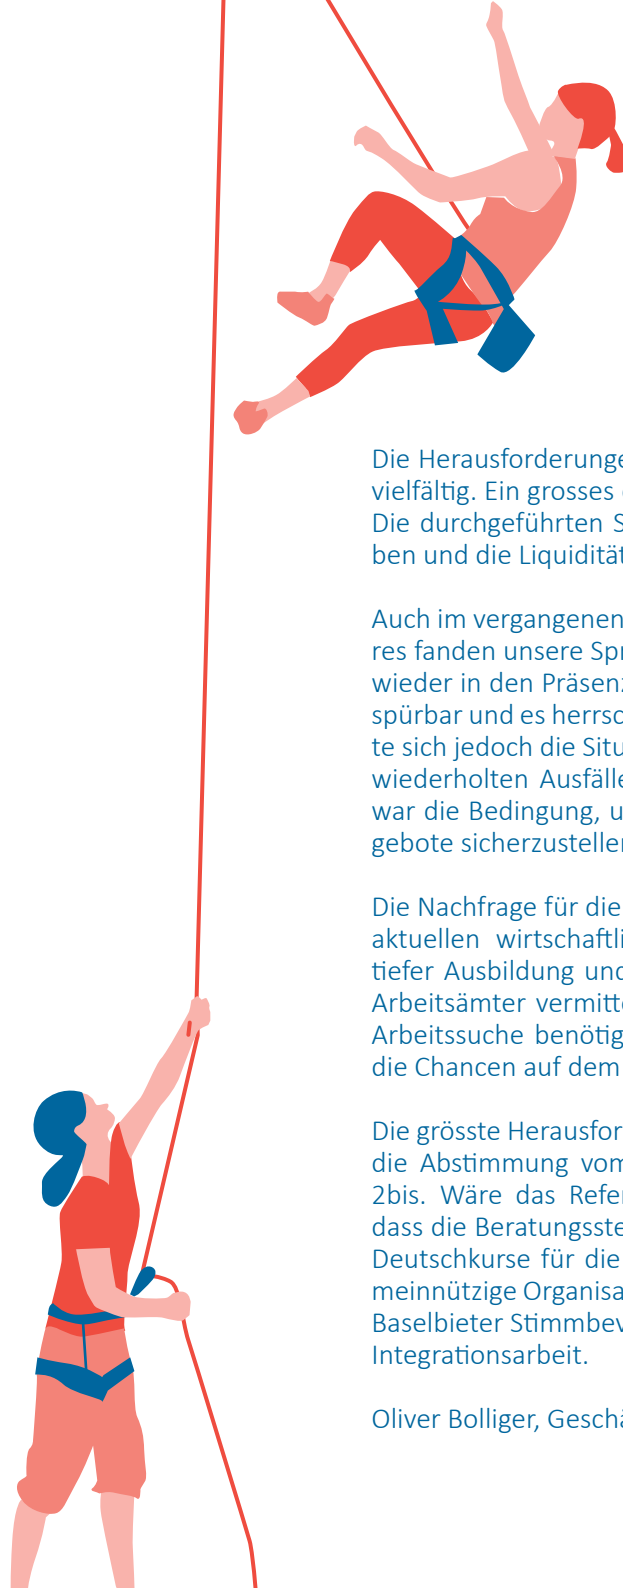 Die Herausforderunge
vielfältig. Ein grosses
Die durchgeführten S
ben und die Liquidität
Auch im vergangenen
res fanden unsere Spr
wieder in den Präsenz
spürbar und es herrsc
te sich jedoch die Situ
wiederholten Ausfälle
war die Bedingung, u
gebote sicherzustellen
Die Nachfrage für die
aktuellen wirtschaftli
tiefer Ausbildung und
Arbeitsämter vermitte
Arbeitssuche benötig
die Chancen auf dem
Die grösste Herausfor
die Abstimmung vom
2bis. Wäre das Refer
dass die Beratungsste
Deutschkurse für die
meinnützige Organisa
Baselbieter Stimmbev
Integrationsarbeit.
Oliver Bolliger, Geschä